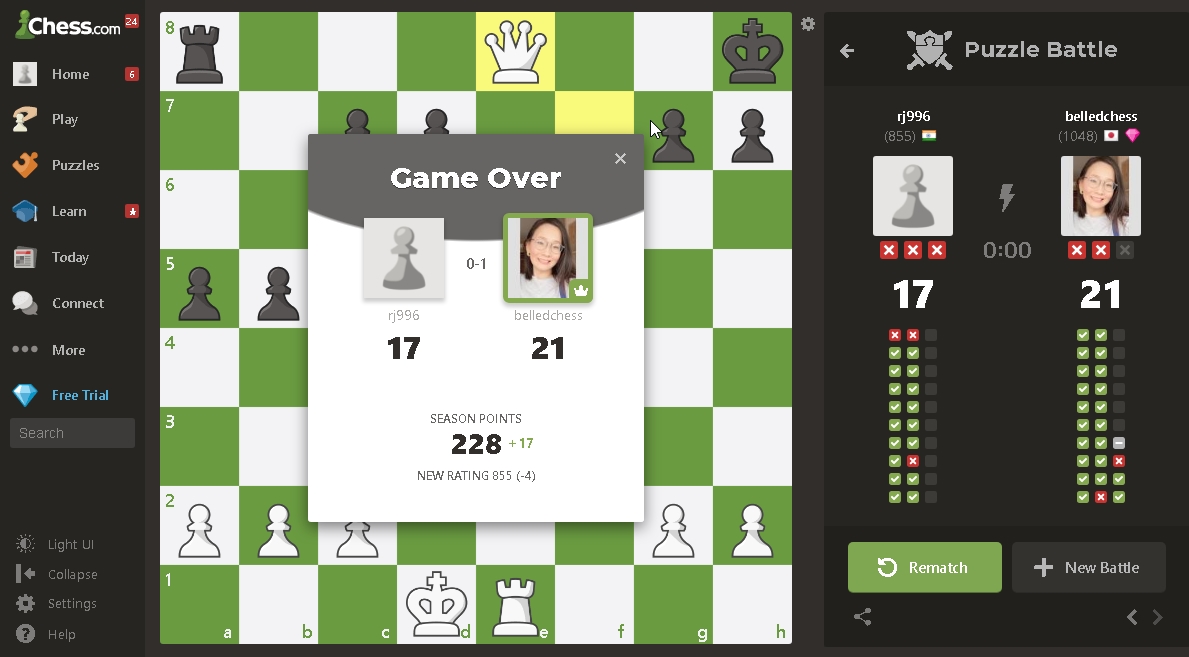 Chess.com 24
Home 6
Play
Puzzles
Learn
Today
Connect
More
Free Trial
Search
Light UI
Collapse
Settings
Help
8
7
6
5
4
3
2
1
a b c d e f g h
Game Over
0-1
rj996 belledchess
17 21
SEASON POINTS
228 +17
NEW RATING 855 (-4)
Puzzle Battle
rj996 belledchess
(855) (1048)
0:00
17 21
Rematch
New Battle